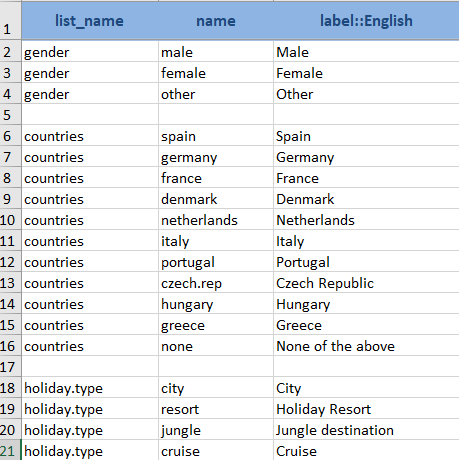 1 list_name name label::English
2 gender male Male
3 gender female Female
4 gender other Other
5
6 countries spain Spain
7 countries germany Germany
8 countries france France
9 countries denmark Denmark
10 countries netherlands Netherlands
11 countries italy Italy
12 countries portugal Portugal
13 countries czech.rep Czech Republic
14 countries hungary Hungary
15 countries greece Greece
16 countries none None of the above
17
18 holiday.type city City
19 holiday.type resort Holiday Resort
20 holiday.type jungle Jungle destination
21 holiday.type cruise Cruise